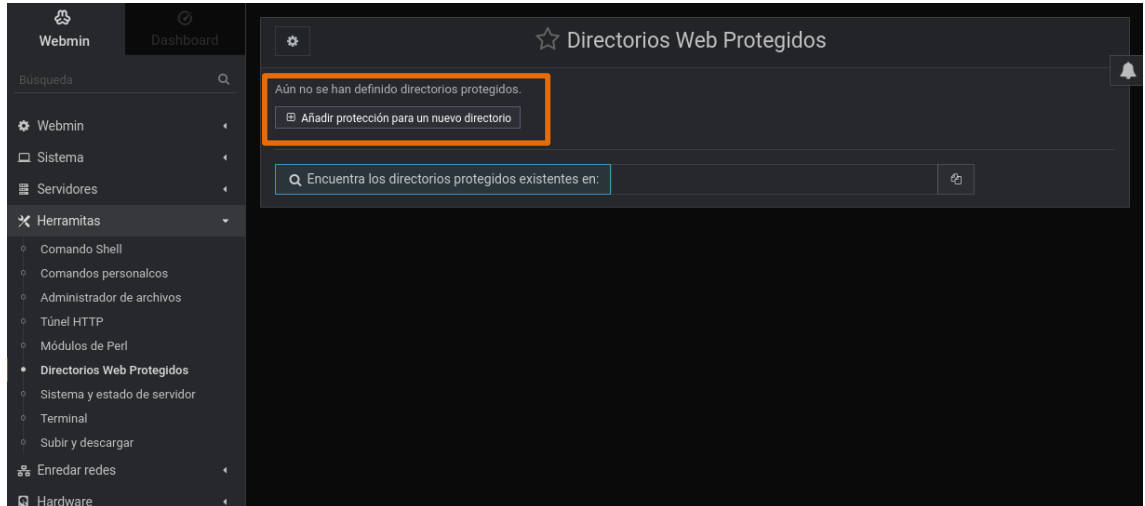 Webmin
Dashboard
Búsqueda
Webmin
Sistema
Servidores
Herramitas
Comando Shell
Comandos personalcos
Administrador de archivos
Túnel HTTP
Módulos de Perl
Directorios Web Protegidos
Sistema y estado de servidor
Terminal
Subir y descargar
Enredar redes
Hardware
Directorios Web Protegidos
Aún no se han definido directorios protegidos.
Añadir protección para un nuevo directorio
Encuentra los directorios protegidos existentes en: